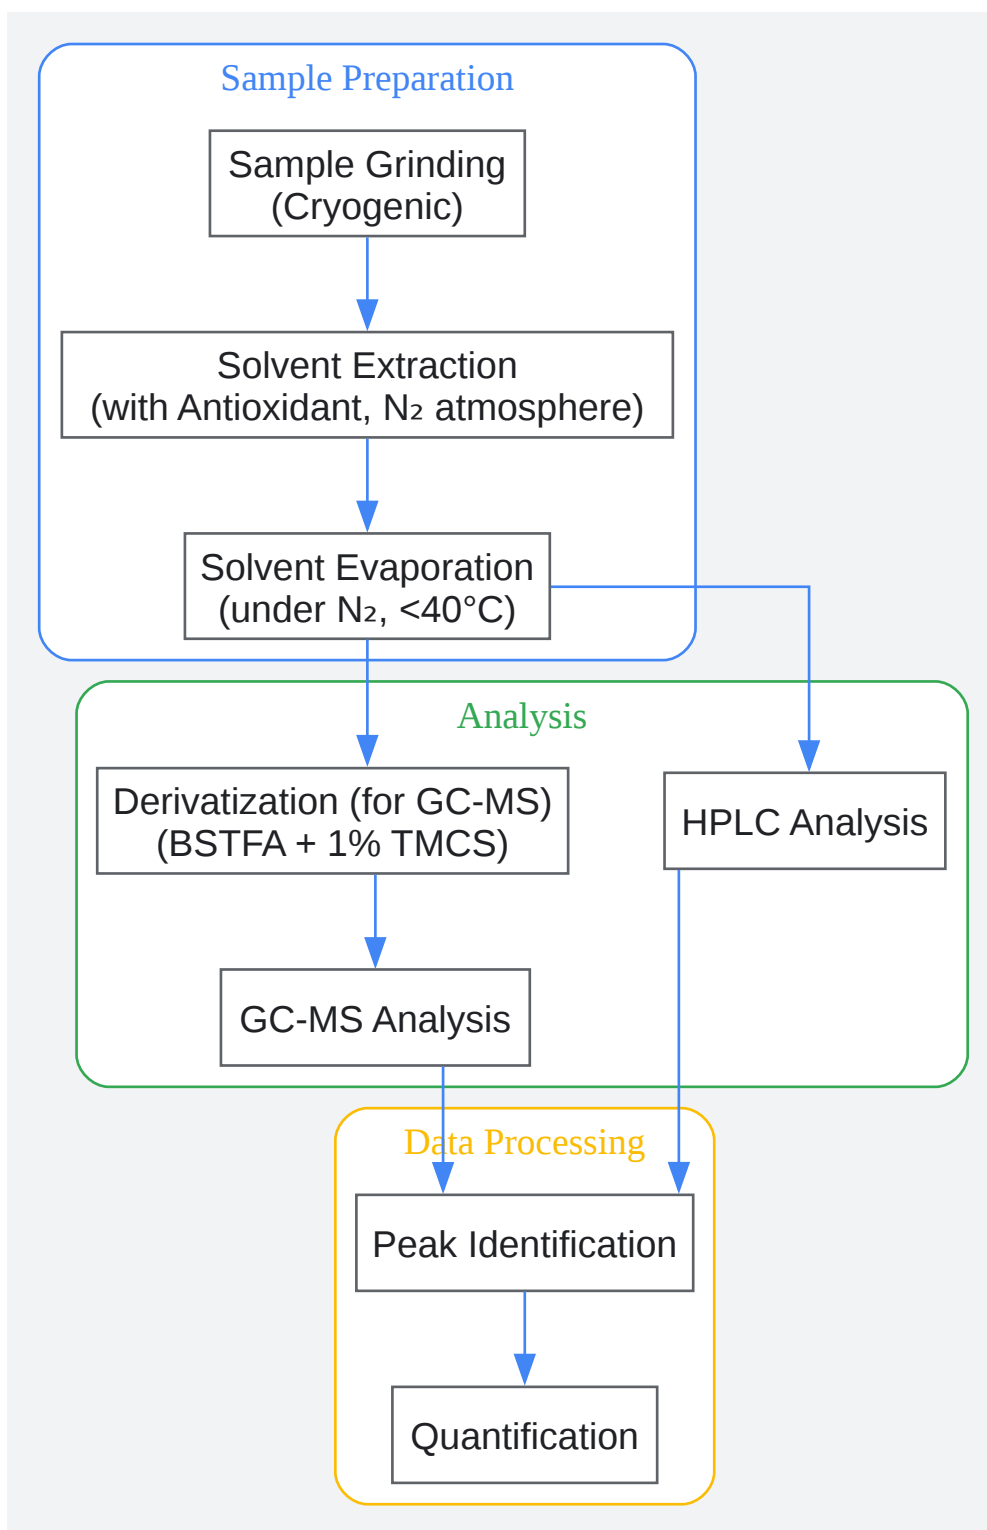 Sample Preparation
Sample Grinding
(Cryogenic)
Solvent Extraction
(with Antioxidant, N₂ atmosphere)
Solvent Evaporation
(under N₂, <40°C)
Analysis
Derivatization (for GC-MS)
(BSTFA + 1% TMCS)
HPLC Analysis
GC-MS Analysis
Data Processing
Peak Identification
Quantification